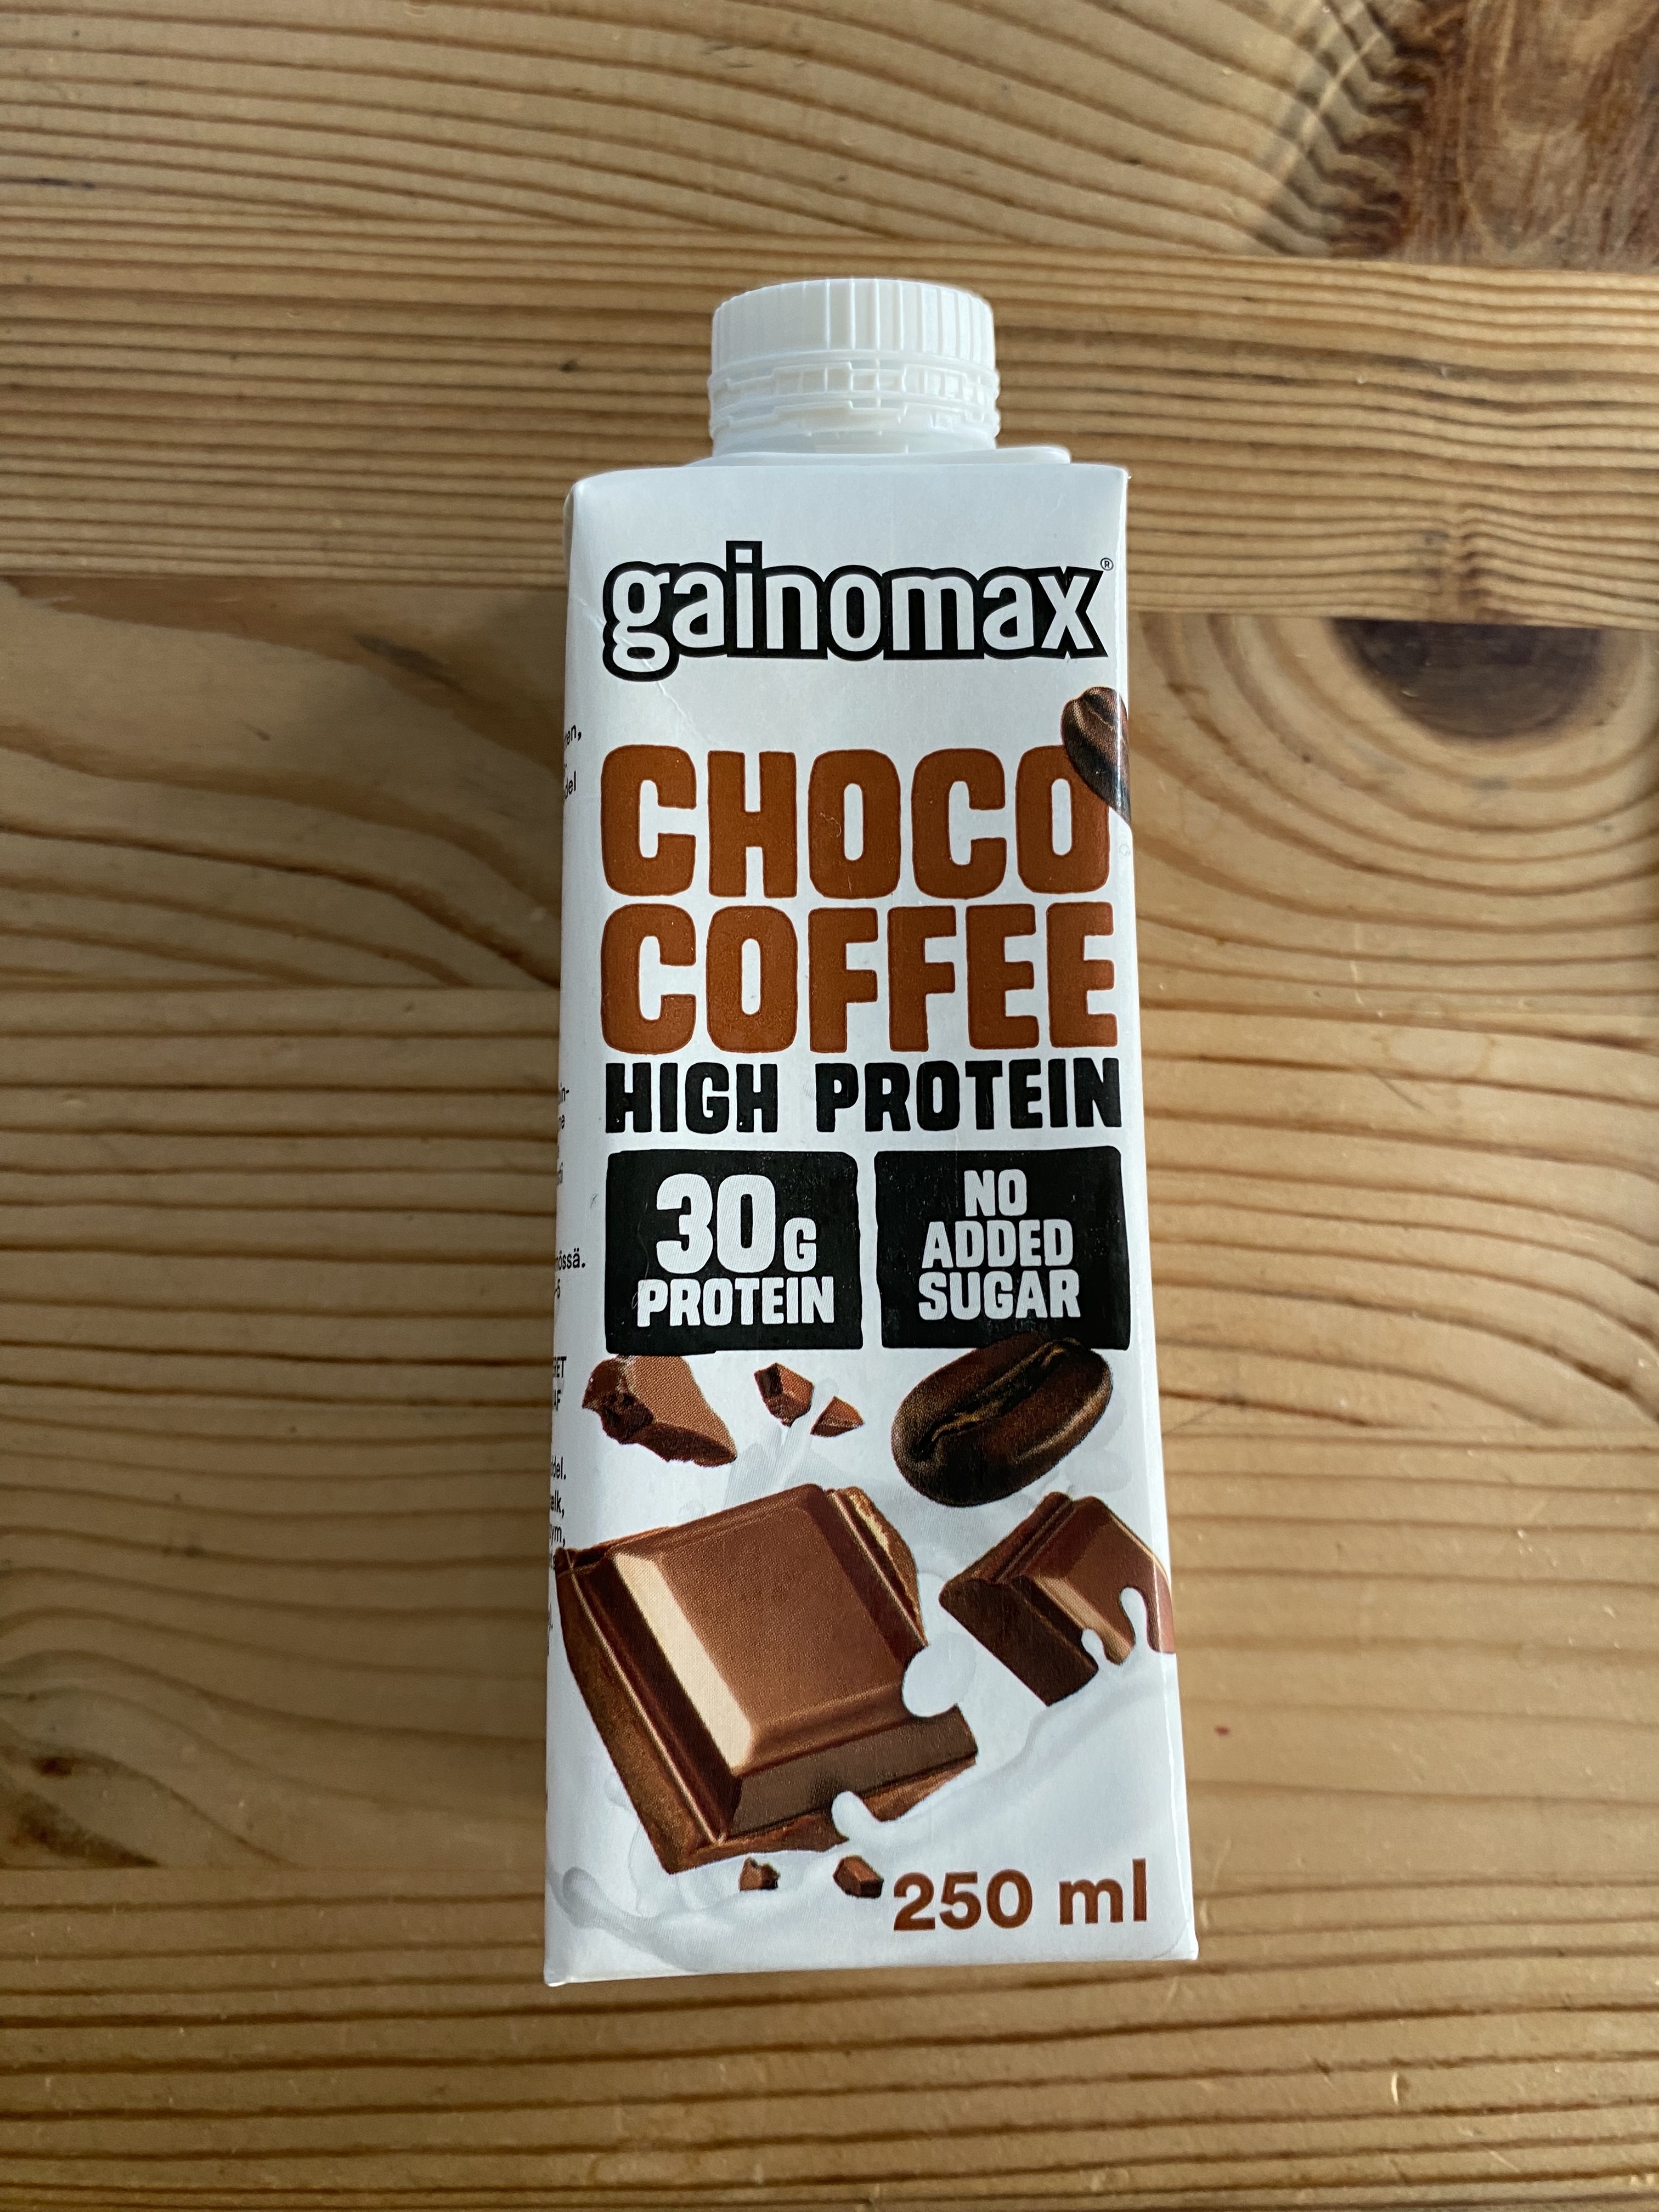 gainomax®
CHOCO
COFFEE
HIGH PROTEIN
30G
PROTEIN
NO
ADDED
SUGAR
250 ml